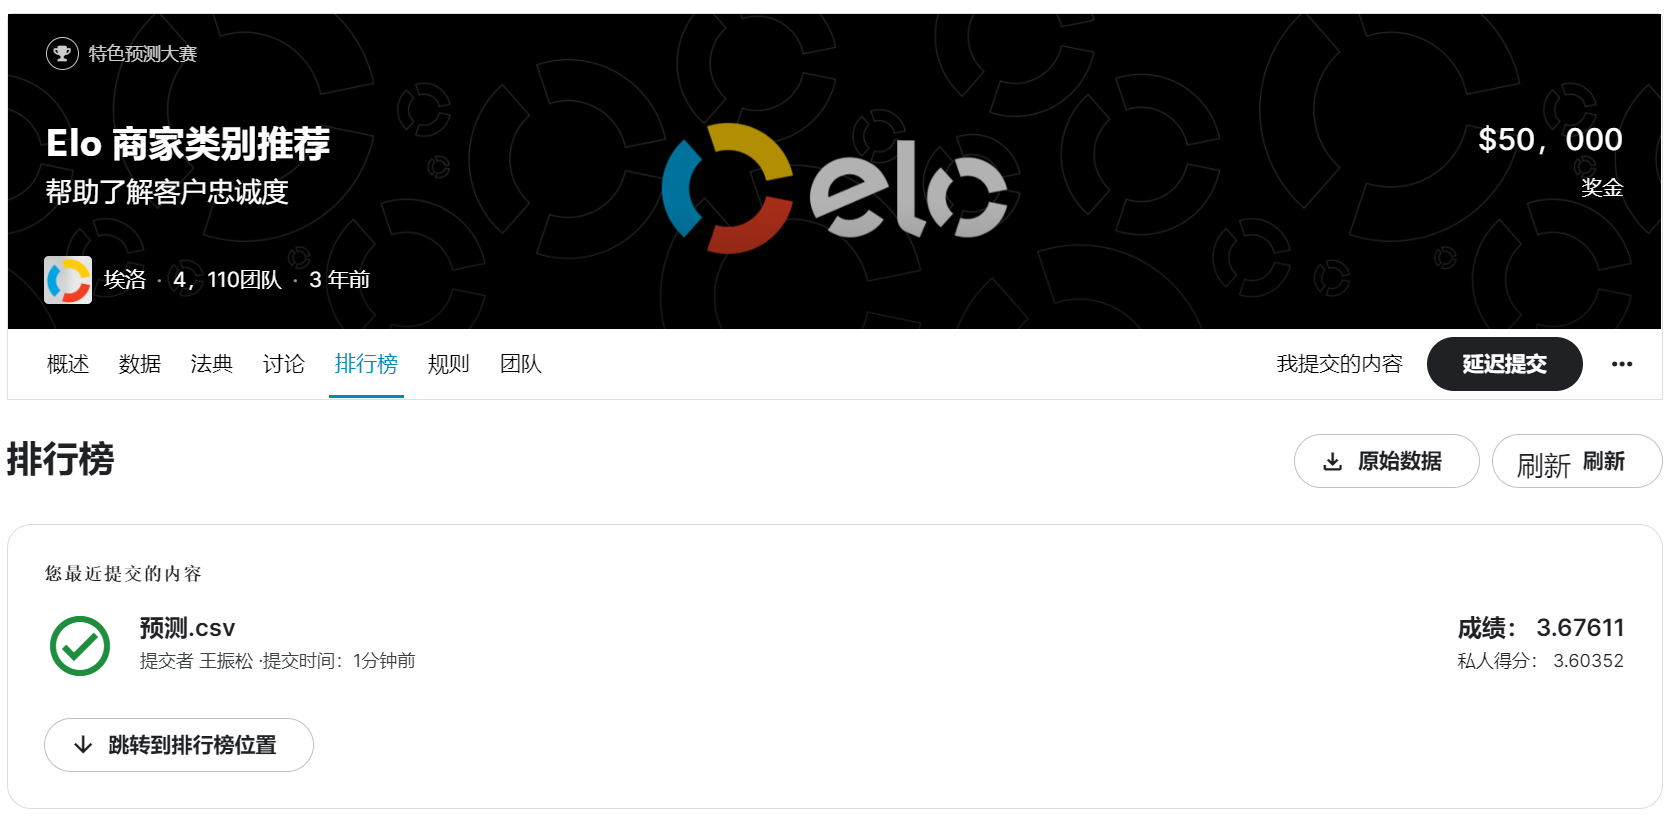 特色预测大赛
Elo 商家类别推荐
帮助了解客户忠诚度
$50，000
奖金
elo
埃洛 · 4，110团队 · 3 年前
概述 数据 法典 讨论 排行榜 规则 团队 我提交的内容 延迟提交 ···
排行榜
原始数据 刷新 刷新
您最近提交的内容
预测.csv
提交者 王振松 ·提交时间：1分钟前
成绩： 3.67611
私人得分： 3.60352
跳转到排行榜位置